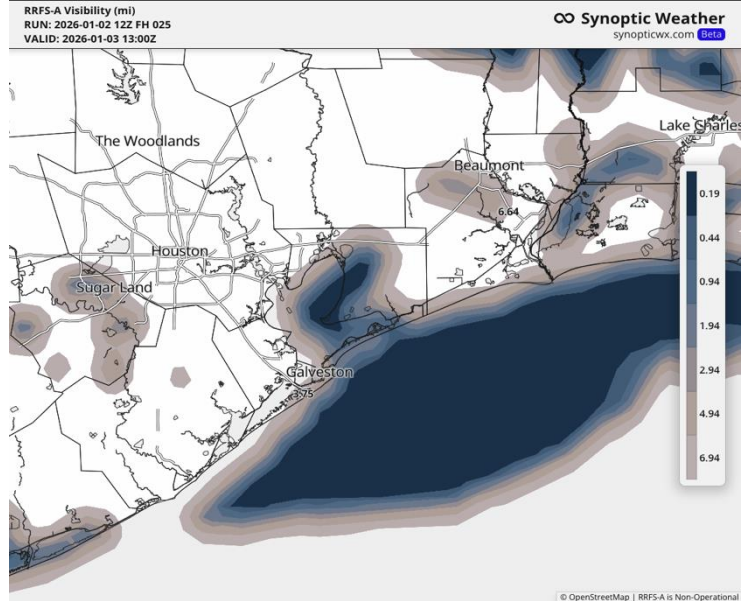 RRFS-A Visibility (mi)
RUN: 2026-01-02 12Z FH 025
VALID: 2026-01-03 13:00Z
Synoptic Weather
synopticwx.com Beta
The Woodlands
Lake Charles
Beaumont
6.64
Houston
Sugar Land
Galveston
3.75
0.19
0.44
0.94
1.94
2.94
4.94
6.94
© OpenStreetMap | RRFS-A is Non-Operational